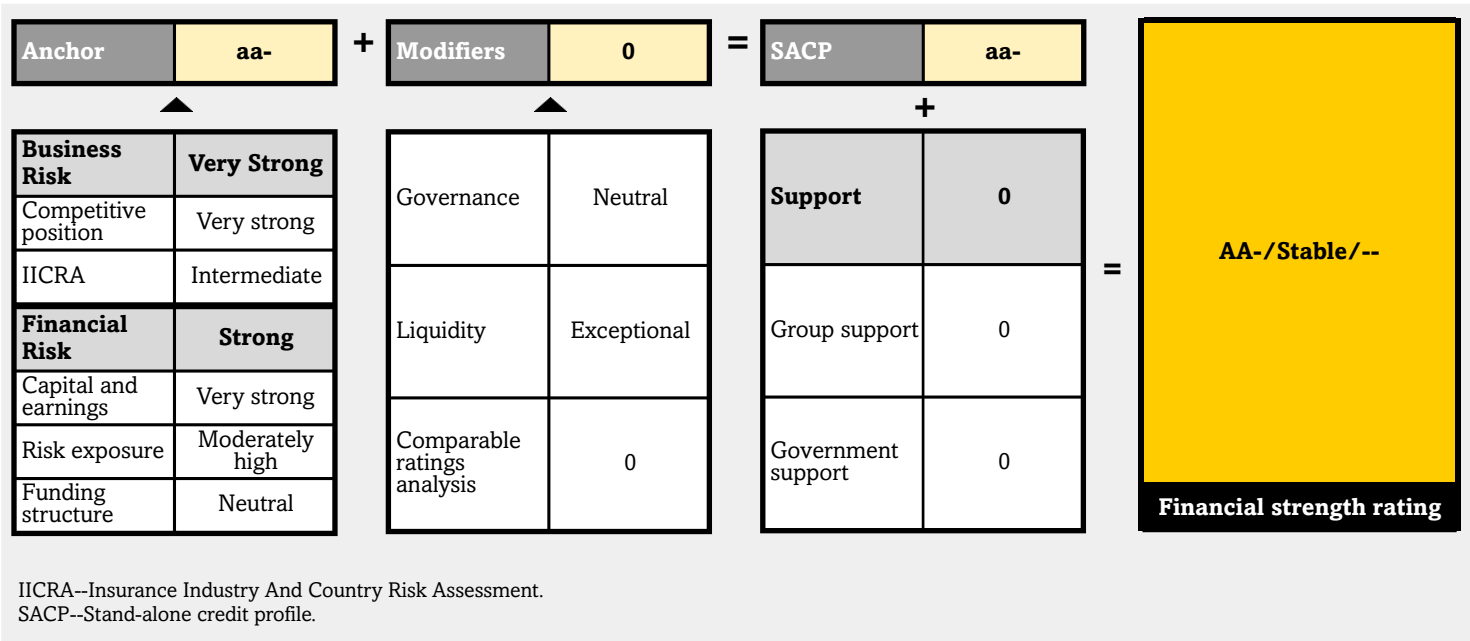 Anchor aa- + Modifiers 0 = SACP aa-
+
Business
Risk
Very Strong
Competitive
position
Very strong
IICRA
Intermediate
Financial
Risk
Strong
Capital and
earnings
Very strong
Risk exposure
Moderately
high
Funding
structure
Neutral
Governance
Neutral
Liquidity
Exceptional
Comparable
ratings
analysis
0
Support
0
Group support
0
Government
support
0
=
AA-/Stable/--
Financial strength rating
IICRA--Insurance Industry And Country Risk Assessment.
SACP--Stand-alone credit profile.